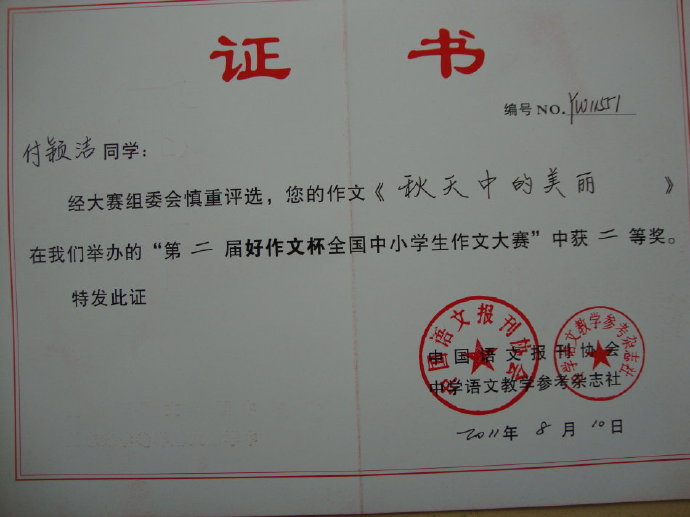 证书
编号 NO. YW11551
付颖洁同学：
经大赛组委会慎重评选，您的作文《秋天中的美丽》
在我们举办的“第二届好作文杯全国中小学生作文大赛”中获二等奖。
特发此证
中国语文报刊协会
中学语文教学参考杂志社
2011年8月10日
中国语文报刊协会
中学语文教学参考杂志社